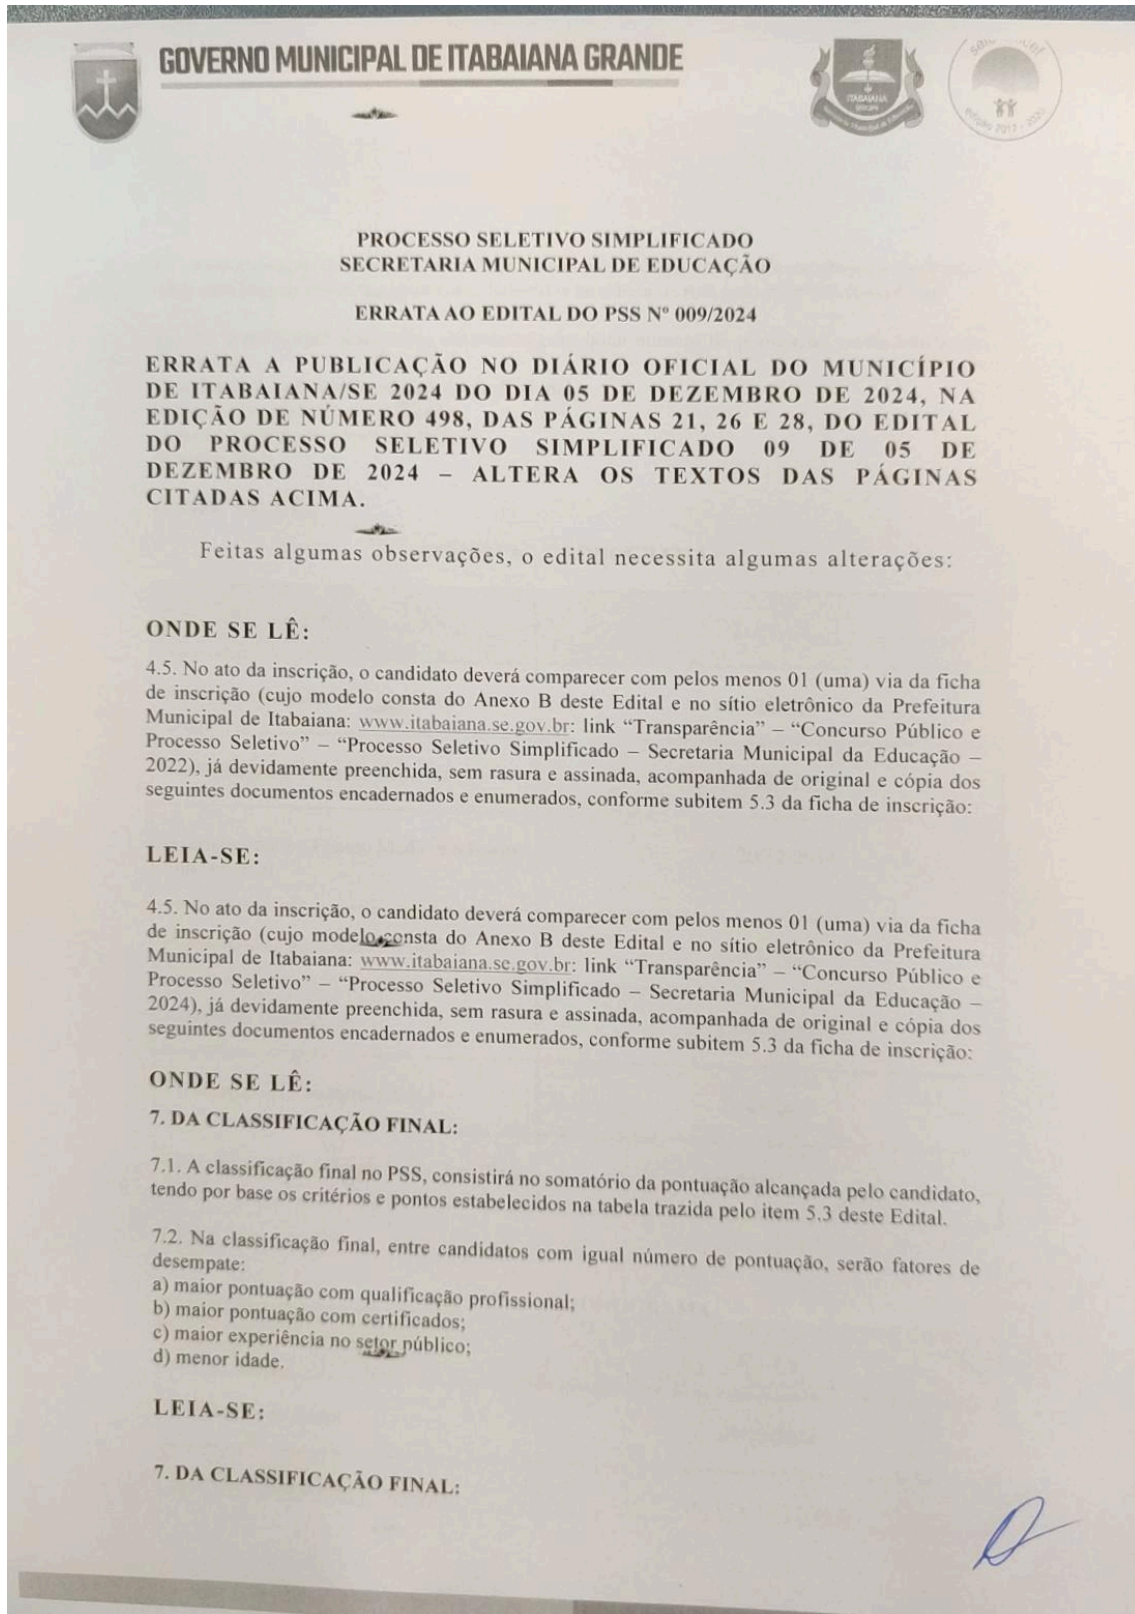 GOVERNO MUNICIPAL DE ITABAIANA GRANDE
ITABAIANA
edição 2017 - 2020
PROCESSO SELETIVO SIMPLIFICADO
SECRETARIA MUNICIPAL DE EDUCAÇÃO
ERRATA AO EDITAL DO PSS Nº 009/2024
ERRATA A PUBLICAÇÃO NO DIÁRIO OFICIAL DO MUNICÍPIO
DE ITABAIANA/SE 2024 DO DIA 05 DE DEZEMBRO DE 2024, NA
EDIÇÃO DE NÚMERO 498, DAS PÁGINAS 21, 26 E 28, DO EDITAL
DO PROCESSO SELETIVO SIMPLIFICADO 09 DE 05 DE
DEZEMBRO DE 2024 – ALTERA OS TEXTOS DAS PÁGINAS
CITADAS ACIMA.
Feitas algumas observações, o edital necessita algumas alterações:
ONDE SE LÊ:
4.5. No ato da inscrição, o candidato deverá comparecer com pelos menos 01 (uma) via da ficha
de inscrição (cujo modelo consta do Anexo B deste Edital e no sítio eletrônico da Prefeitura
Municipal de Itabaiana: www.itabaiana.se.gov.br: link “Transparência” – “Concurso Público e
Processo Seletivo” – “Processo Seletivo Simplificado – Secretaria Municipal da Educação –
2022), já devidamente preenchida, sem rasura e assinada, acompanhada de original e cópia dos
seguintes documentos encadernados e enumerados, conforme subitem 5.3 da ficha de inscrição:
LEIA-SE:
4.5. No ato da inscrição, o candidato deverá comparecer com pelos menos 01 (uma) via da ficha
de inscrição (cujo modelo consta do Anexo B deste Edital e no sítio eletrônico da Prefeitura
Municipal de Itabaiana: www.itabaiana.se.gov.br: link “Transparência” – “Concurso Público e
Processo Seletivo” – “Processo Seletivo Simplificado – Secretaria Municipal da Educação –
2024), já devidamente preenchida, sem rasura e assinada, acompanhada de original e cópia dos
seguintes documentos encadernados e enumerados, conforme subitem 5.3 da ficha de inscrição:
ONDE SE LÊ:
7. DA CLASSIFICAÇÃO FINAL:
7.1. A classificação final no PSS, consistirá no somatório da pontuação alcançada pelo candidato,
tendo por base os critérios e pontos estabelecidos na tabela trazida pelo item 5.3 deste Edital.
7.2. Na classificação final, entre candidatos com igual número de pontuação, serão fatores de
desempate:
a) maior pontuação com qualificação profissional;
b) maior pontuação com certificados;
c) maior experiência no setor público;
d) menor idade.
LEIA-SE:
7. DA CLASSIFICAÇÃO FINAL: